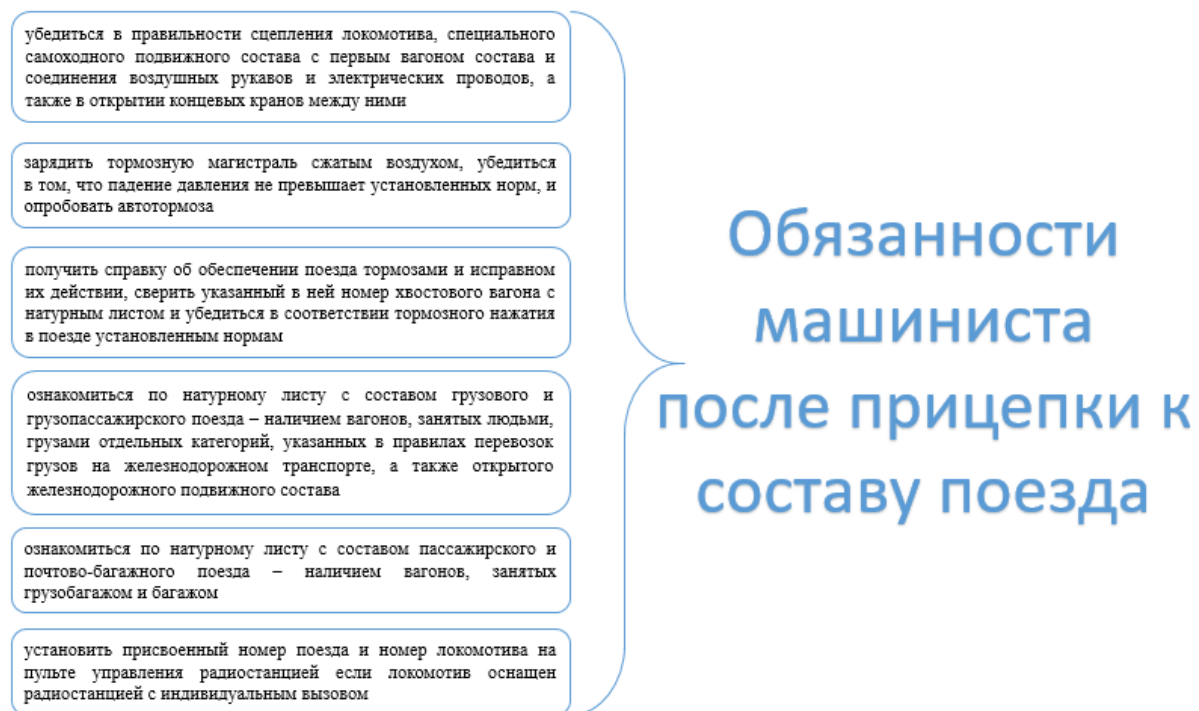 убедиться в правильности сцепления локомотива, специального
самоходного подвижного состава с первым вагоном состава и
соединения воздушных рукавов и электрических проводов, а
также в открытии концевых кранов между ними
зарядить тормозную магистраль сжатым воздухом, убедиться
в том, что падение давления не превышает установленных норм, и
опробовать автотормоза
получить справку об обеспечении поезда тормозами и исправном
их действии, сверить указанный в ней номер хвостового вагона с
натурным листом и убедиться в соответствии тормозного нажатия
в поезде установленным нормам
ознакомиться по натурному листу с составом грузового и
грузопассажирского поезда – наличием вагонов, занятых людьми,
грузами отдельных категорий, указанных в правилах перевозок
грузов на железнодорожном транспорте, а также открытого
железнодорожного подвижного состава
ознакомиться по натурному листу с составом пассажирского и
почтово-багажного поезда – наличием вагонов, занятых
грузобагажом и багажом
установить присвоенный номер поезда и номер локомотива на
пульте управления радиостанцией если локомотив оснащен
радиостанцией с индивидуальным вызовом
Обязанности
машиниста
после прицепки к
составу поезда